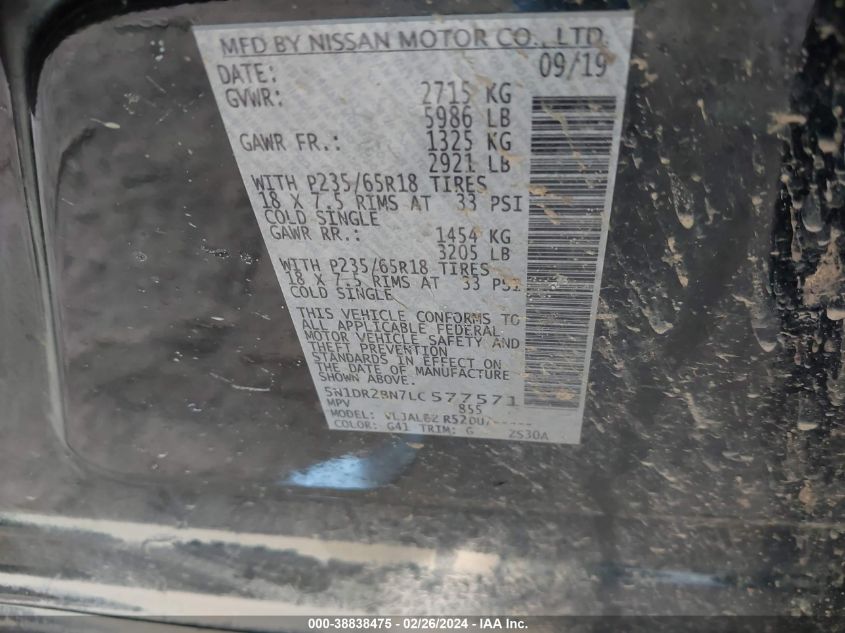 MFD BY NISSAN MOTOR CO., LTD.
DATE: 09/19
GVWR: 2715 KG
5986 LB
GAWR FR.: 1325 KG
2921 LB
WITH P235/65R18 TIRES
18 X 7.5 RIMS AT 33 PSI
COLD SINGLE
GAWR RR.: 1454 KG
3205 LB
WITH P235/65R18 TIRES
18 X 7.5 RIMS AT 33 PSI
COLD SINGLE
THIS VEHICLE CONFORMS TO
ALL APPLICABLE FEDERAL
MOTOR VEHICLE SAFETY AND
THEFT PREVENTION
STANDARDS IN EFFECT ON
THE DATE OF MANUFACTURE
SHOWN ABOVE.
5N1DR2BN7LC577571
MPV 855
MODEL:
COLOR: G41 TRIM: G 2S30A
000-38838475 - 02/26/2024 - IAA Inc.